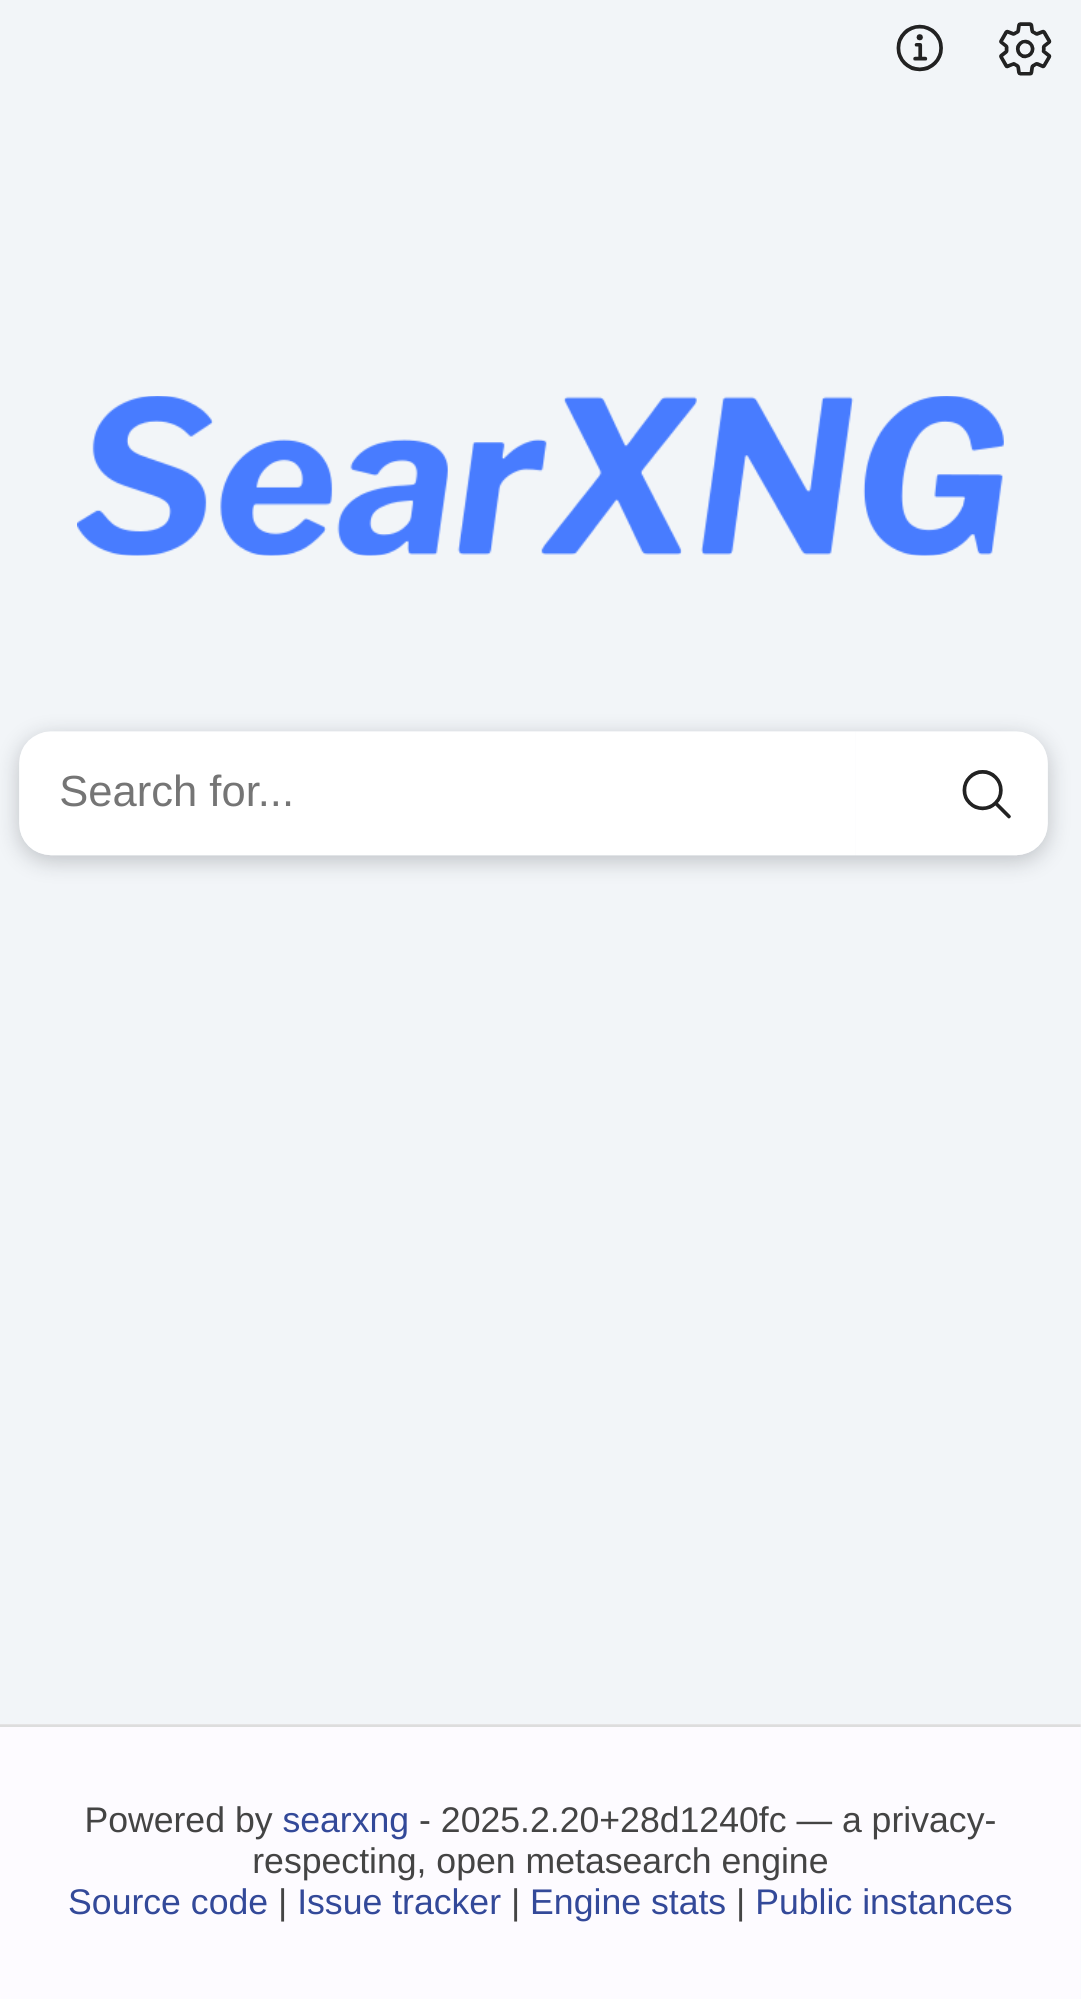 SearXNG
Search for...
Powered by searxng - 2025.2.20+28d1240fc — a privacy-
respecting, open metasearch engine
Source code | Issue tracker | Engine stats | Public instances